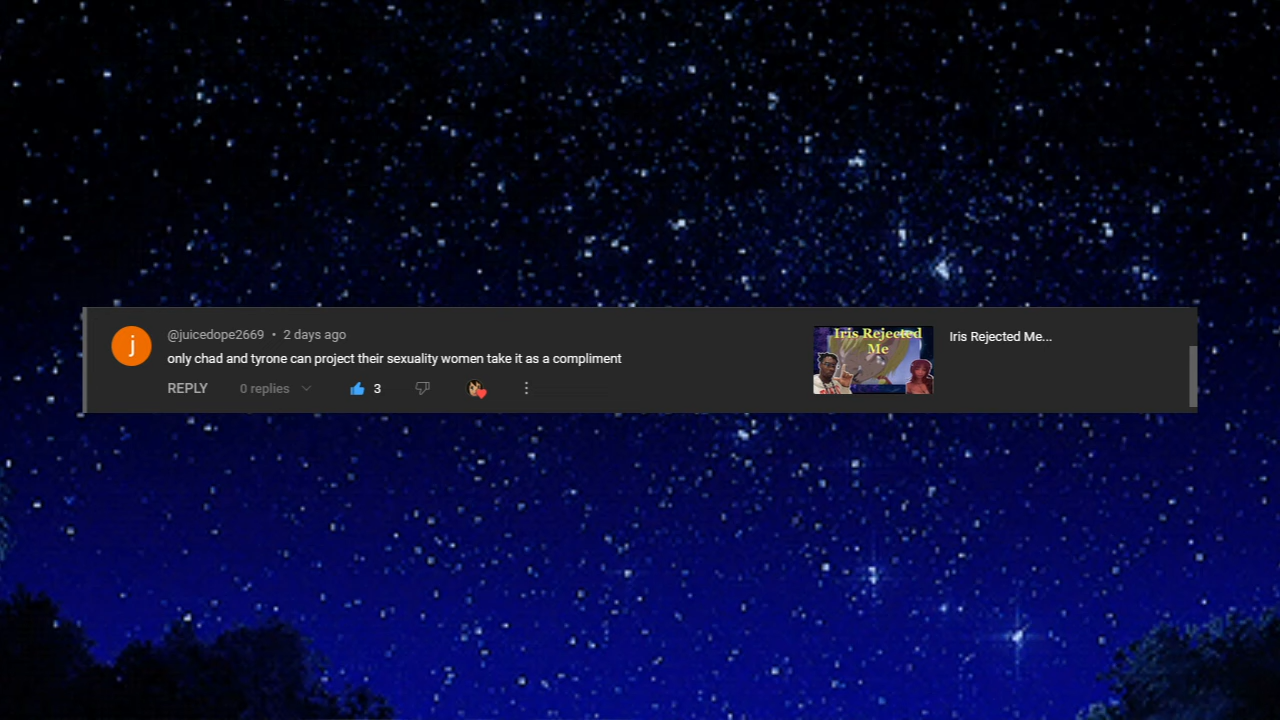 @juicedope2669 • 2 days ago
only chad and tyrone can project their sexuality women take it as a compliment
REPLY 0 replies 3
j
Iris Rejected
Me
Iris Rejected Me...